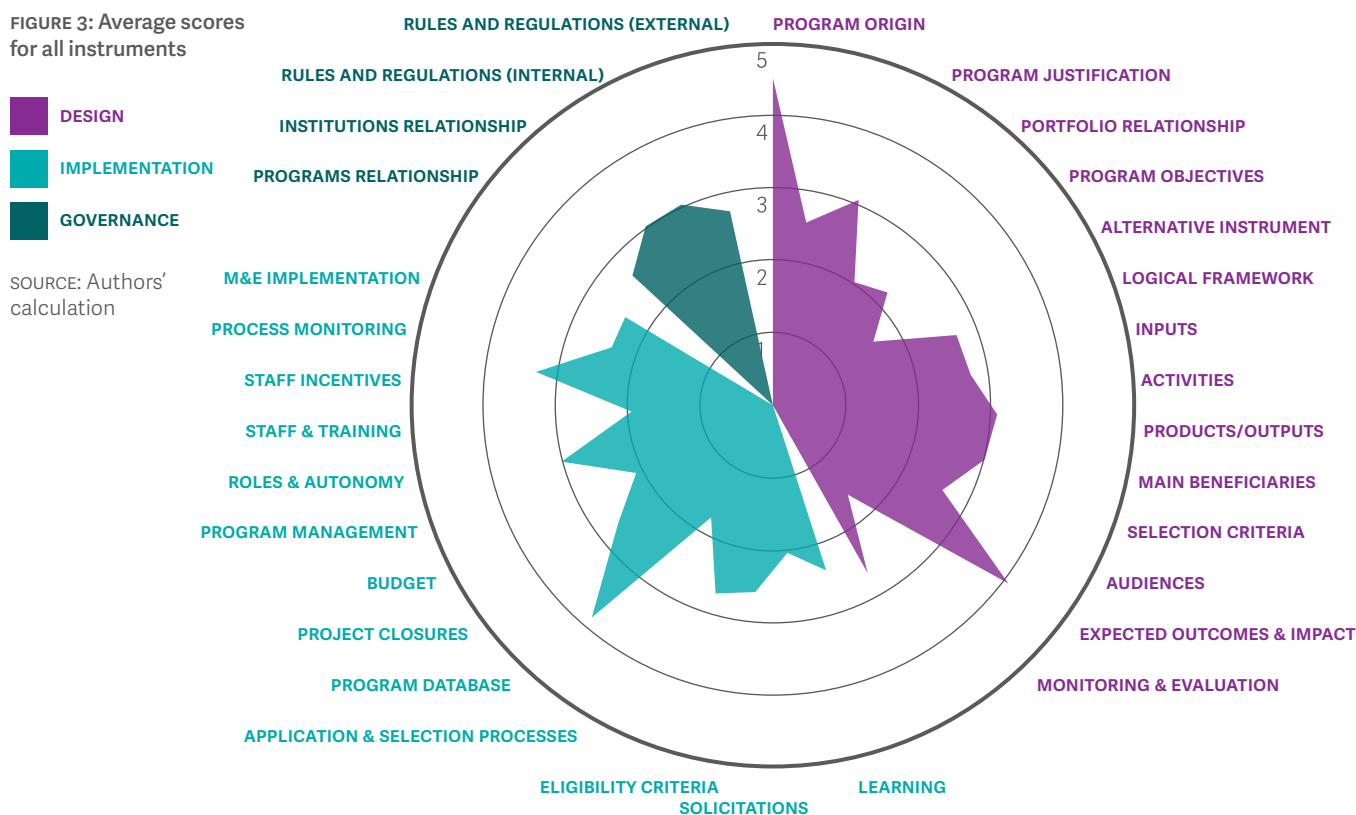 FIGURE 3: Average scores
for all instruments
DESIGN
IMPLEMENTATION
GOVERNANCE
SOURCE: Authors'
calculation
RULES AND REGULATIONS (EXTERNAL)
RULES AND REGULATIONS (INTERNAL)
INSTITUTIONS RELATIONSHIP
PROGRAMS RELATIONSHIP
M&E IMPLEMENTATION
PROCESS MONITORING
STAFF INCENTIVES
STAFF & TRAINING
ROLES & AUTONOMY
PROGRAM MANAGEMENT
BUDGET
PROJECT CLOSURES
PROGRAM DATABASE
APPLICATION & SELECTION PROCESSES
ELIGIBILITY CRITERIA
SOLICITATIONS
LEARNING
5
4
3
2
1
PROGRAM ORIGIN
PROGRAM JUSTIFICATION
PORTFOLIO RELATIONSHIP
PROGRAM OBJECTIVES
ALTERNATIVE INSTRUMENT
LOGICAL FRAMEWORK
INPUTS
ACTIVITIES
PRODUCTS/OUTPUTS
MAIN BENEFICIARIES
SELECTION CRITERIA
AUDIENCES
EXPECTED OUTCOMES & IMPACT
MONITORING & EVALUATION